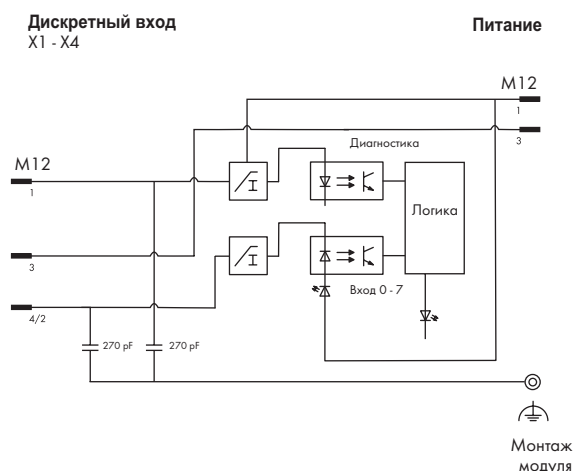 Дискретный вход
X1 - X4
Питание
M12
1
3
Диагностика
M12
1
Логика
3
Вход 0 - 7
4/2
270 pF
270 pF
Монтаж
модуля